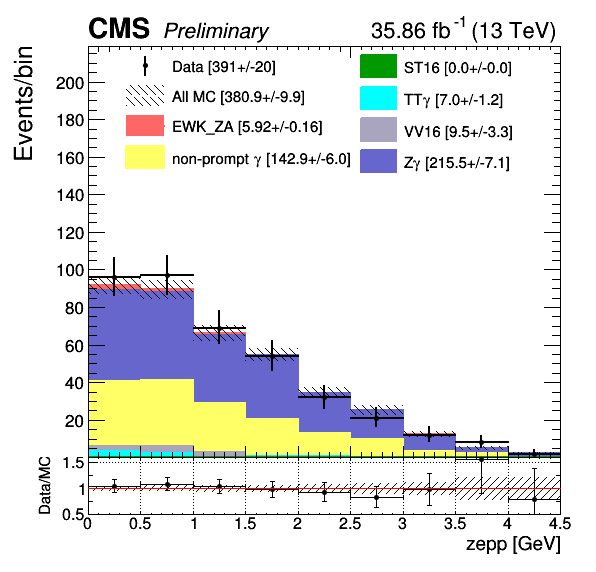 CMS Preliminary 35.86 fb⁻¹ (13 TeV)
Events/bin
Data [391+/-20]
All MC [380.9+/-9.9]
EWK_ZA [5.92+/-0.16]
non-prompt γ [142.9+/-6.0]
ST16 [0.0+/-0.0]
TTγ [7.0+/-1.2]
VV16 [9.5+/-3.3]
Zγ [215.5+/-7.1]
200
180
160
140
120
100
80
60
40
20
Data/MC
1.5
1
0.5
0 0.5 1 1.5 2 2.5 3 3.5 4 4.5
zepp [GeV]